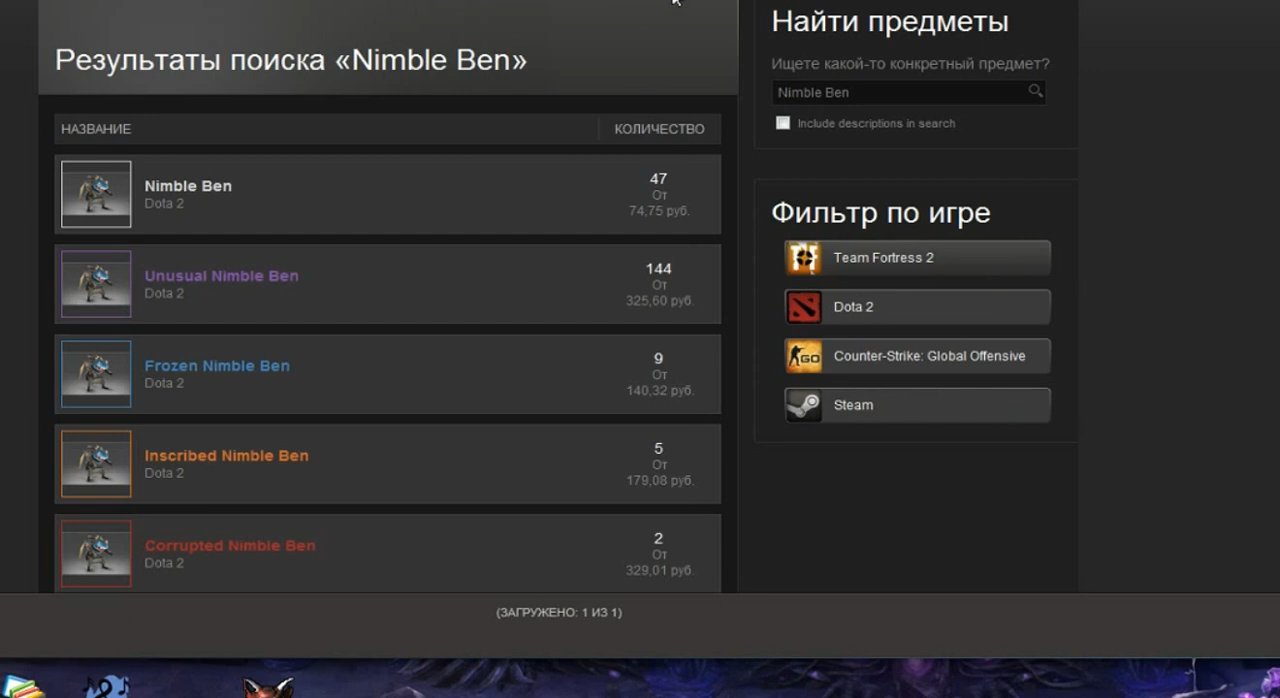 Результаты поиска «Nimble Ben»
НАЗВАНИЕ
КОЛИЧЕСТВО
Nimble Ben
Dota 2
47
От
74,75 руб.
Unusual Nimble Ben
Dota 2
144
От
325,60 руб.
Frozen Nimble Ben
Dota 2
9
От
140,32 руб.
Inscribed Nimble Ben
Dota 2
5
От
179,08 руб.
Corrupted Nimble Ben
Dota 2
2
От
329,01 руб.
Найти предметы
Ищете какой-то конкретный предмет?
Nimble Ben
Include descriptions in search
Фильтр по игре
Team Fortress 2
Dota 2
GO
Counter-Strike: Global Offensive
Steam
(ЗАГРУЖЕНО: 1 ИЗ 1)